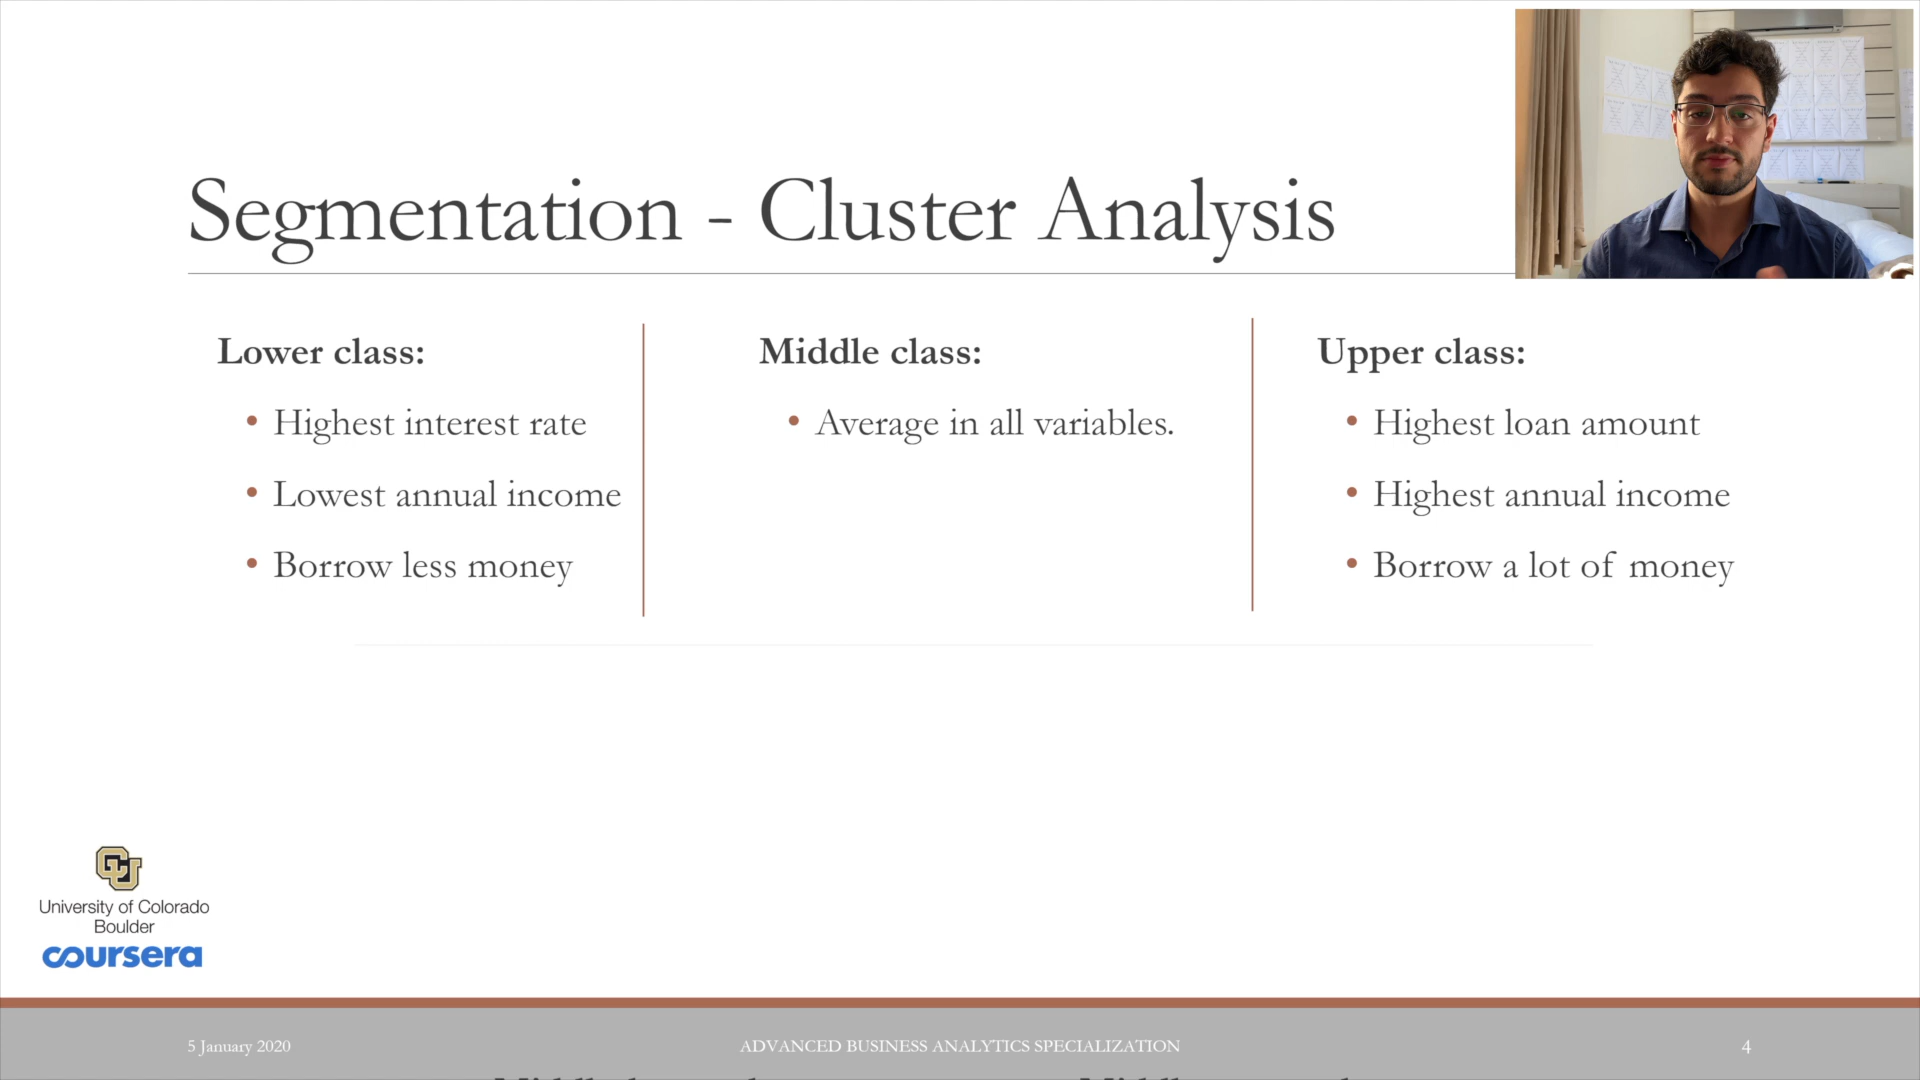 Segmentation - Cluster Analysis
Lower class:
• Highest interest rate
• Lowest annual income
• Borrow less money
Middle class:
• Average in all variables.
Upper class:
• Highest loan amount
• Highest annual income
• Borrow a lot of money
University of Colorado
Boulder
coursera
5 January 2020
ADVANCED BUSINESS ANALYTICS SPECIALIZATION
4